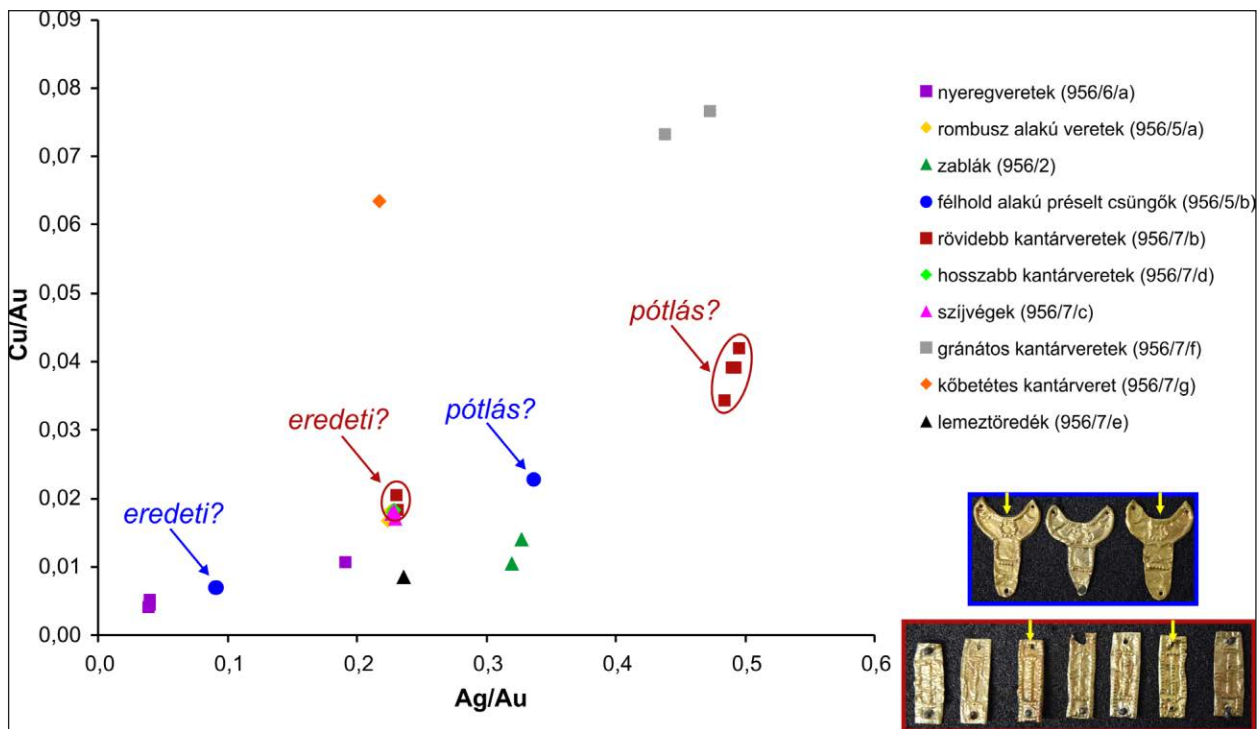 0,09
0,08
0,07
0,06
0,05
0,04
0,03
0,02
0,01
0,00
Cu/Au
0,0 0,1 0,2 0,3 0,4 0,5 0,6
Ag/Au
eredeti?
eredeti?
pótlás?
pótlás?
nyeregveretek (956/6/a)
rombusz alakú veretek (956/5/a)
zablák (956/2)
félhold alakú préselt csüngők (956/5/b)
rövidebb kantárveretek (956/7/b)
hosszabb kantárveretek (956/7/d)
szíjvégek (956/7/c)
gránátos kantárveretek (956/7/f)
kőbetétes kantárveret (956/7/g)
lemeztöredék (956/7/e)